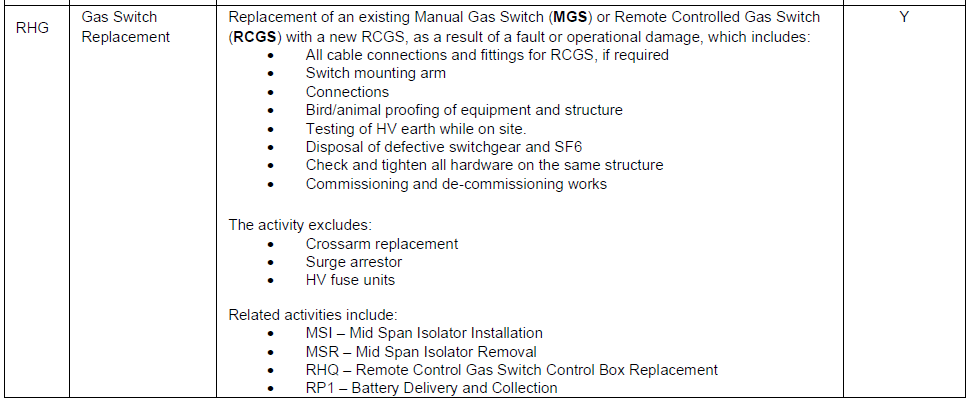 RHG
Gas Switch
Replacement
Replacement of an existing Manual Gas Switch (MGS) or Remote Controlled Gas Switch
(RCGS) with a new RCGS, as a result of a fault or operational damage, which includes:
• All cable connections and fittings for RCGS, if required
• Switch mounting arm
• Connections
• Bird/animal proofing of equipment and structure
• Testing of HV earth while on site.
• Disposal of defective switchgear and SF6
• Check and tighten all hardware on the same structure
• Commissioning and de-commissioning works
The activity excludes:
• Crossarm replacement
• Surge arrestor
• HV fuse units
Related activities include:
• MSI – Mid Span Isolator Installation
• MSR – Mid Span Isolator Removal
• RHQ – Remote Control Gas Switch Control Box Replacement
• RP1 – Battery Delivery and Collection
Y